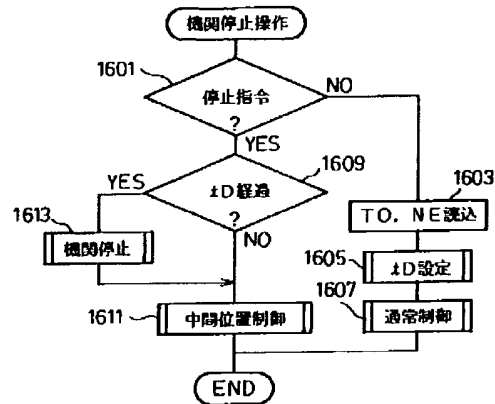 機関停止操作
1601
停止指令
?
NO
YES
1609
tD経過
?
YES
NO
1603
TO. NE読込
1613
機関停止
1605
tD設定
1607
通常制御
1611
中間位置制御
END